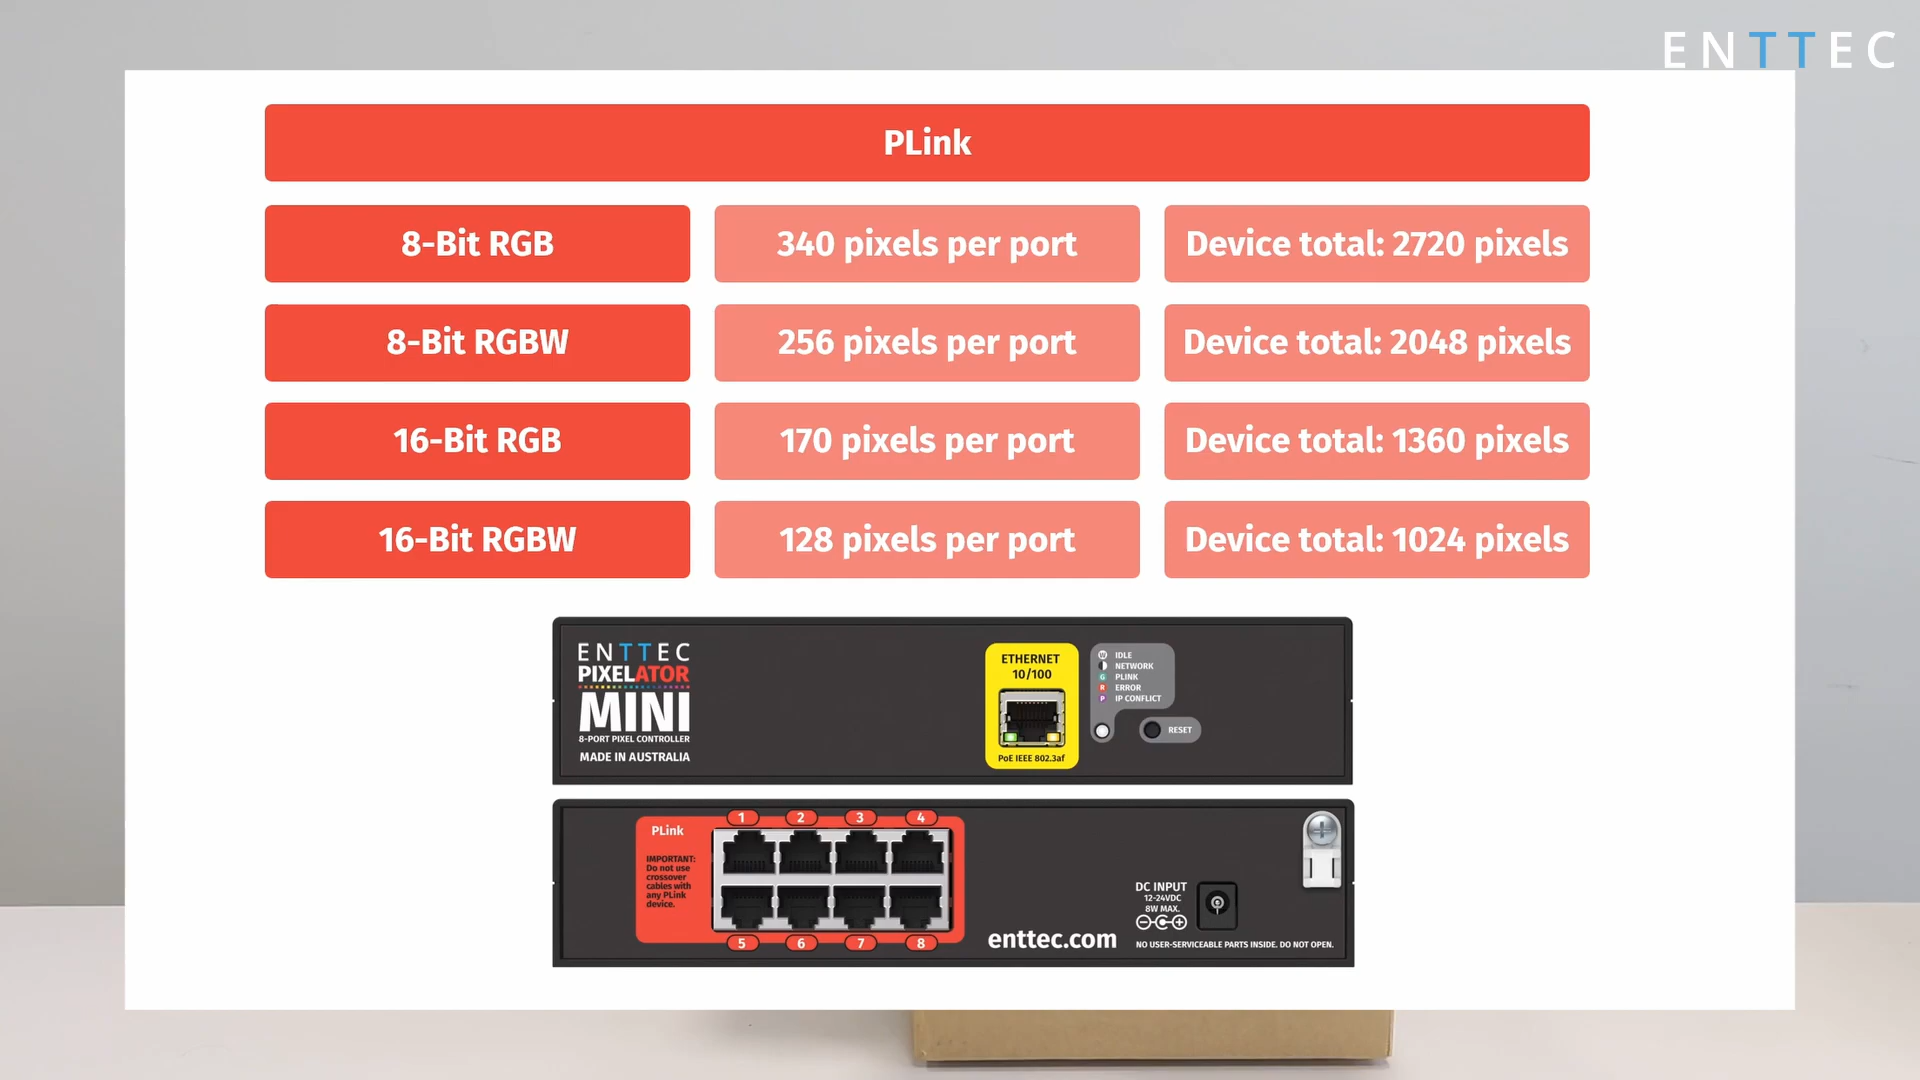 ENTTEC
PLink
8-Bit RGB
340 pixels per port
Device total: 2720 pixels
8-Bit RGBW
256 pixels per port
Device total: 2048 pixels
16-Bit RGB
170 pixels per port
Device total: 1360 pixels
16-Bit RGBW
128 pixels per port
Device total: 1024 pixels
ENTTEC
PIXELATOR
MINI
8-PORT PIXEL CONTROLLER
MADE IN AUSTRALIA
ETHERNET
10/100
PoE IEEE 802.3af
W IDLE
NETWORK
G PLINK
R ERROR
P IP CONFLICT
RESET
PLink
IMPORTANT:
Do not use
crossover
cables with
any PLink
device.
1 2 3 4
5 6 7 8
enttec.com
DC INPUT
12-24VDC
8W MAX.
NO USER-SERVICEABLE PARTS INSIDE. DO NOT OPEN.